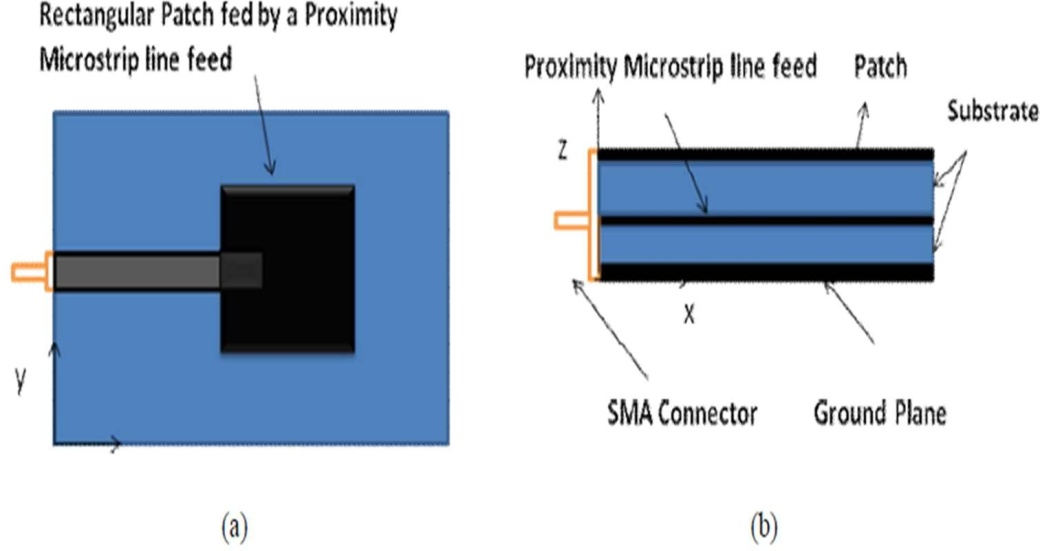 Rectangular Patch fed by a Proximity
Microstrip line feed
y
(a)
Proximity Microstrip line feed
Patch
Substrate
Z
X
SMA Connector
Ground Plane
(b)